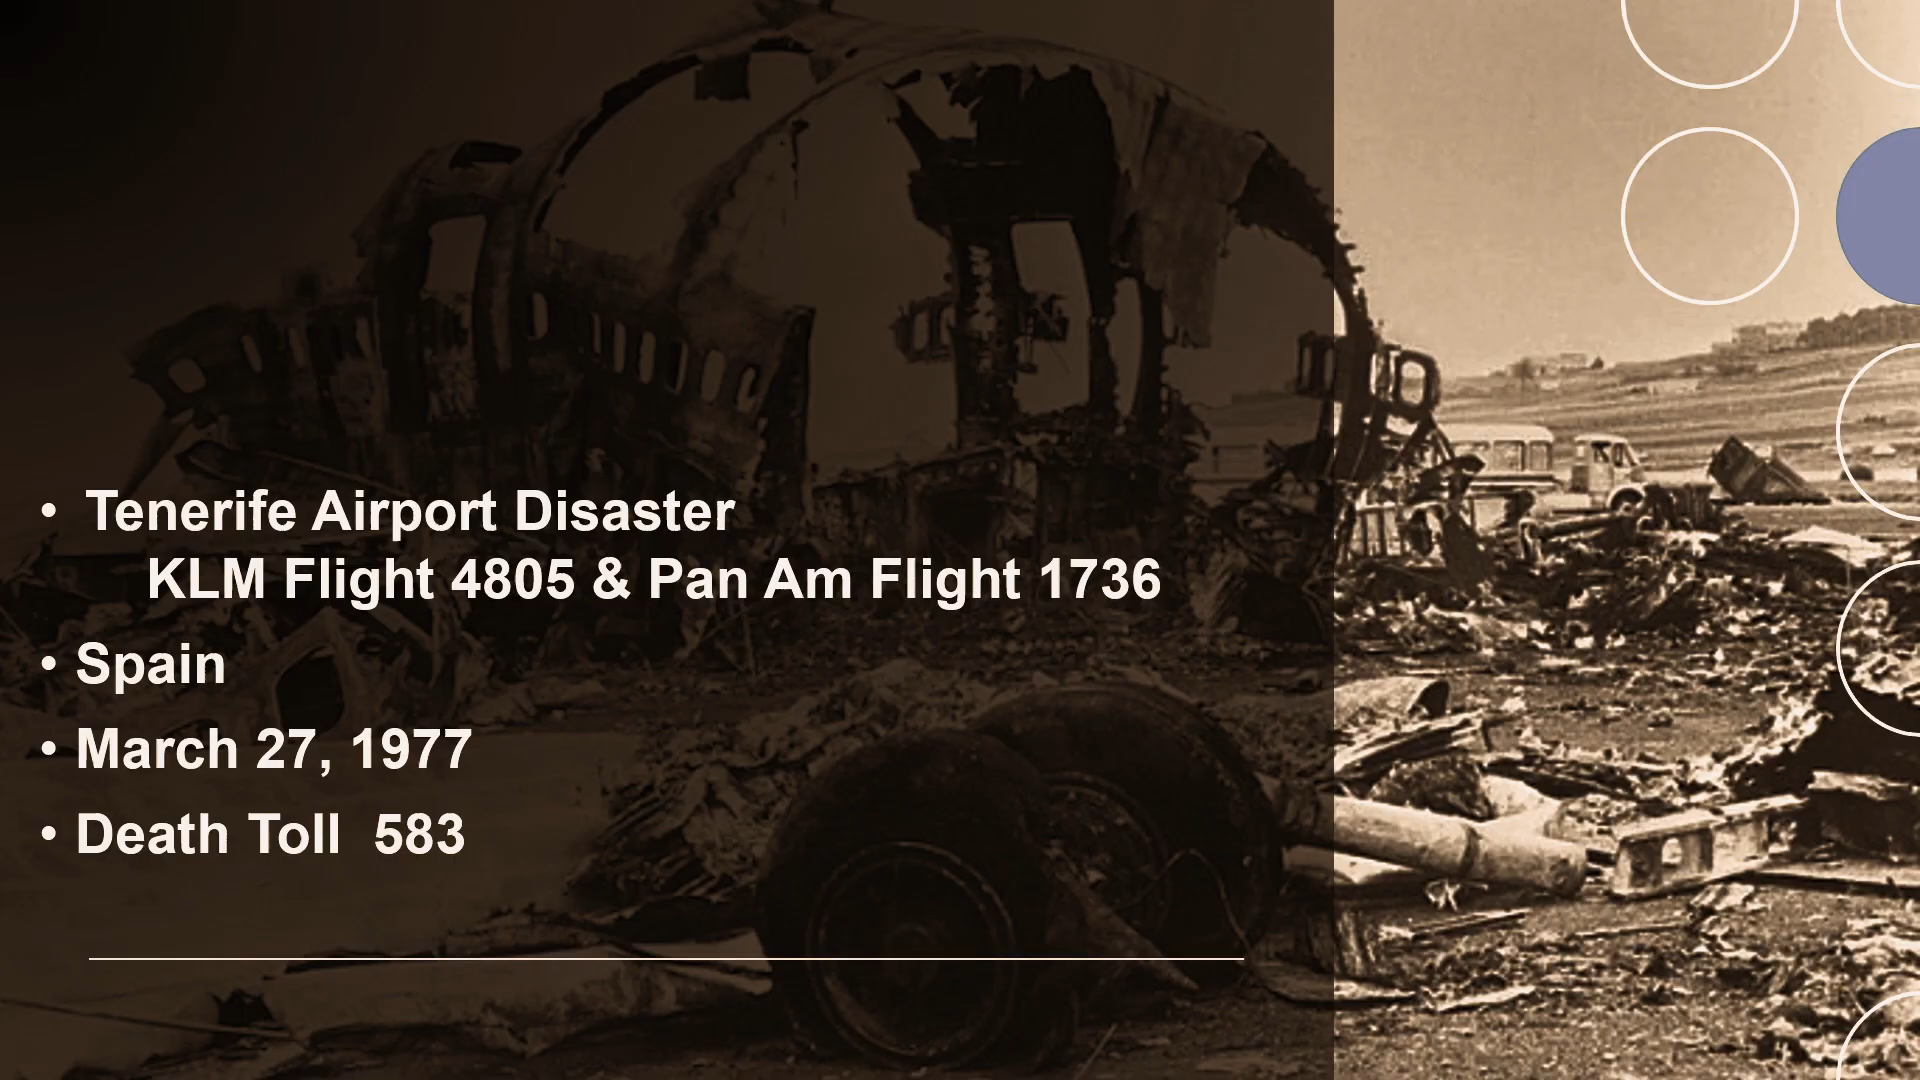 • Tenerife Airport Disaster
KLM Flight 4805 & Pan Am Flight 1736
• Spain
• March 27, 1977
• Death Toll 583